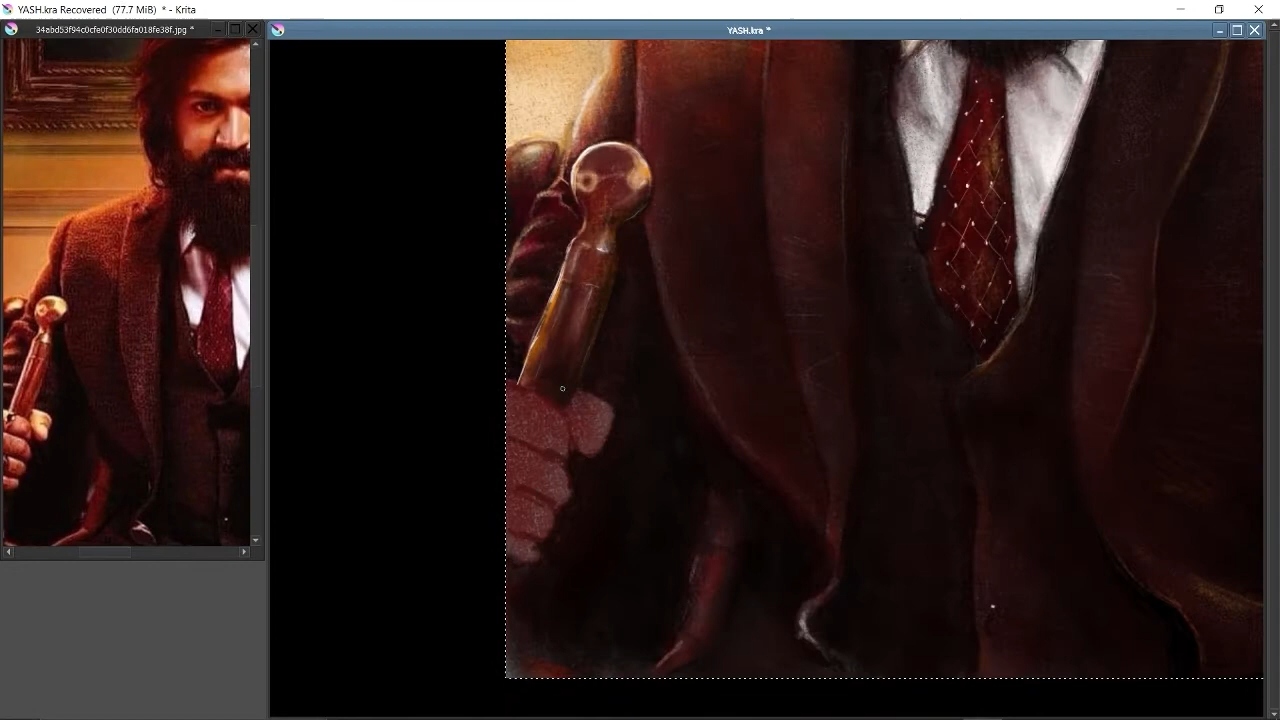 YASH.kra Recovered (77.7 MiB) * - Krita
34abd53f94c0cfe0f30dd6fa018fe38f.jpg *
YASH.kra *